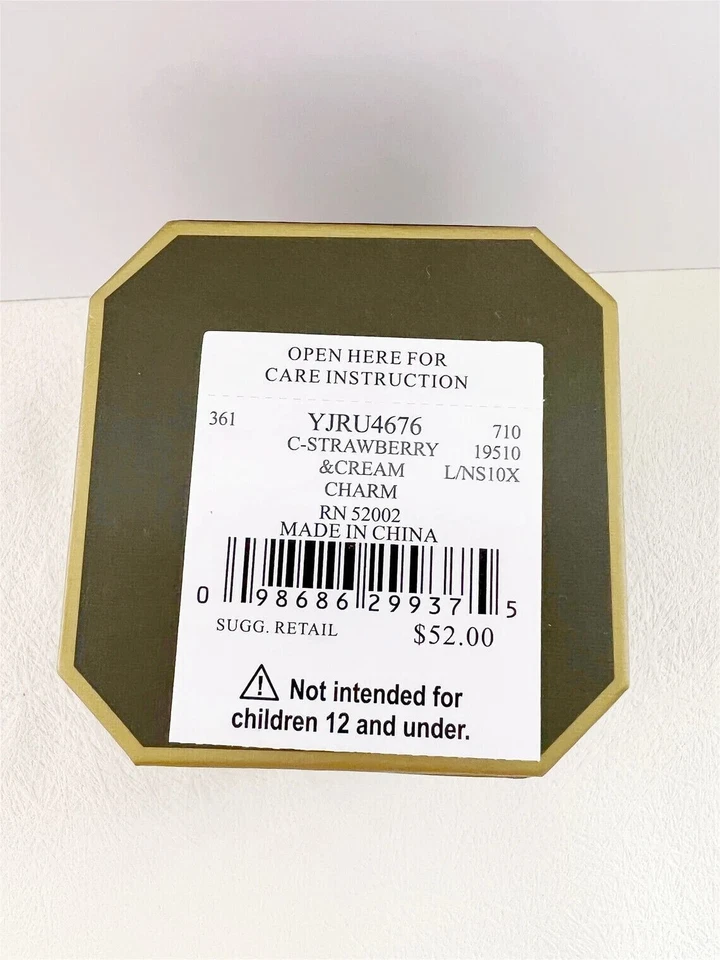 OPEN HERE FOR
CARE INSTRUCTION
361 YJRU4676 710
C-STRAWBERRY 19510
&CREAM L/NS10X
CHARM
RN 52002
MADE IN CHINA
0 98686 29937 5
SUGG. RETAIL $52.00
Not intended for
children 12 and under.